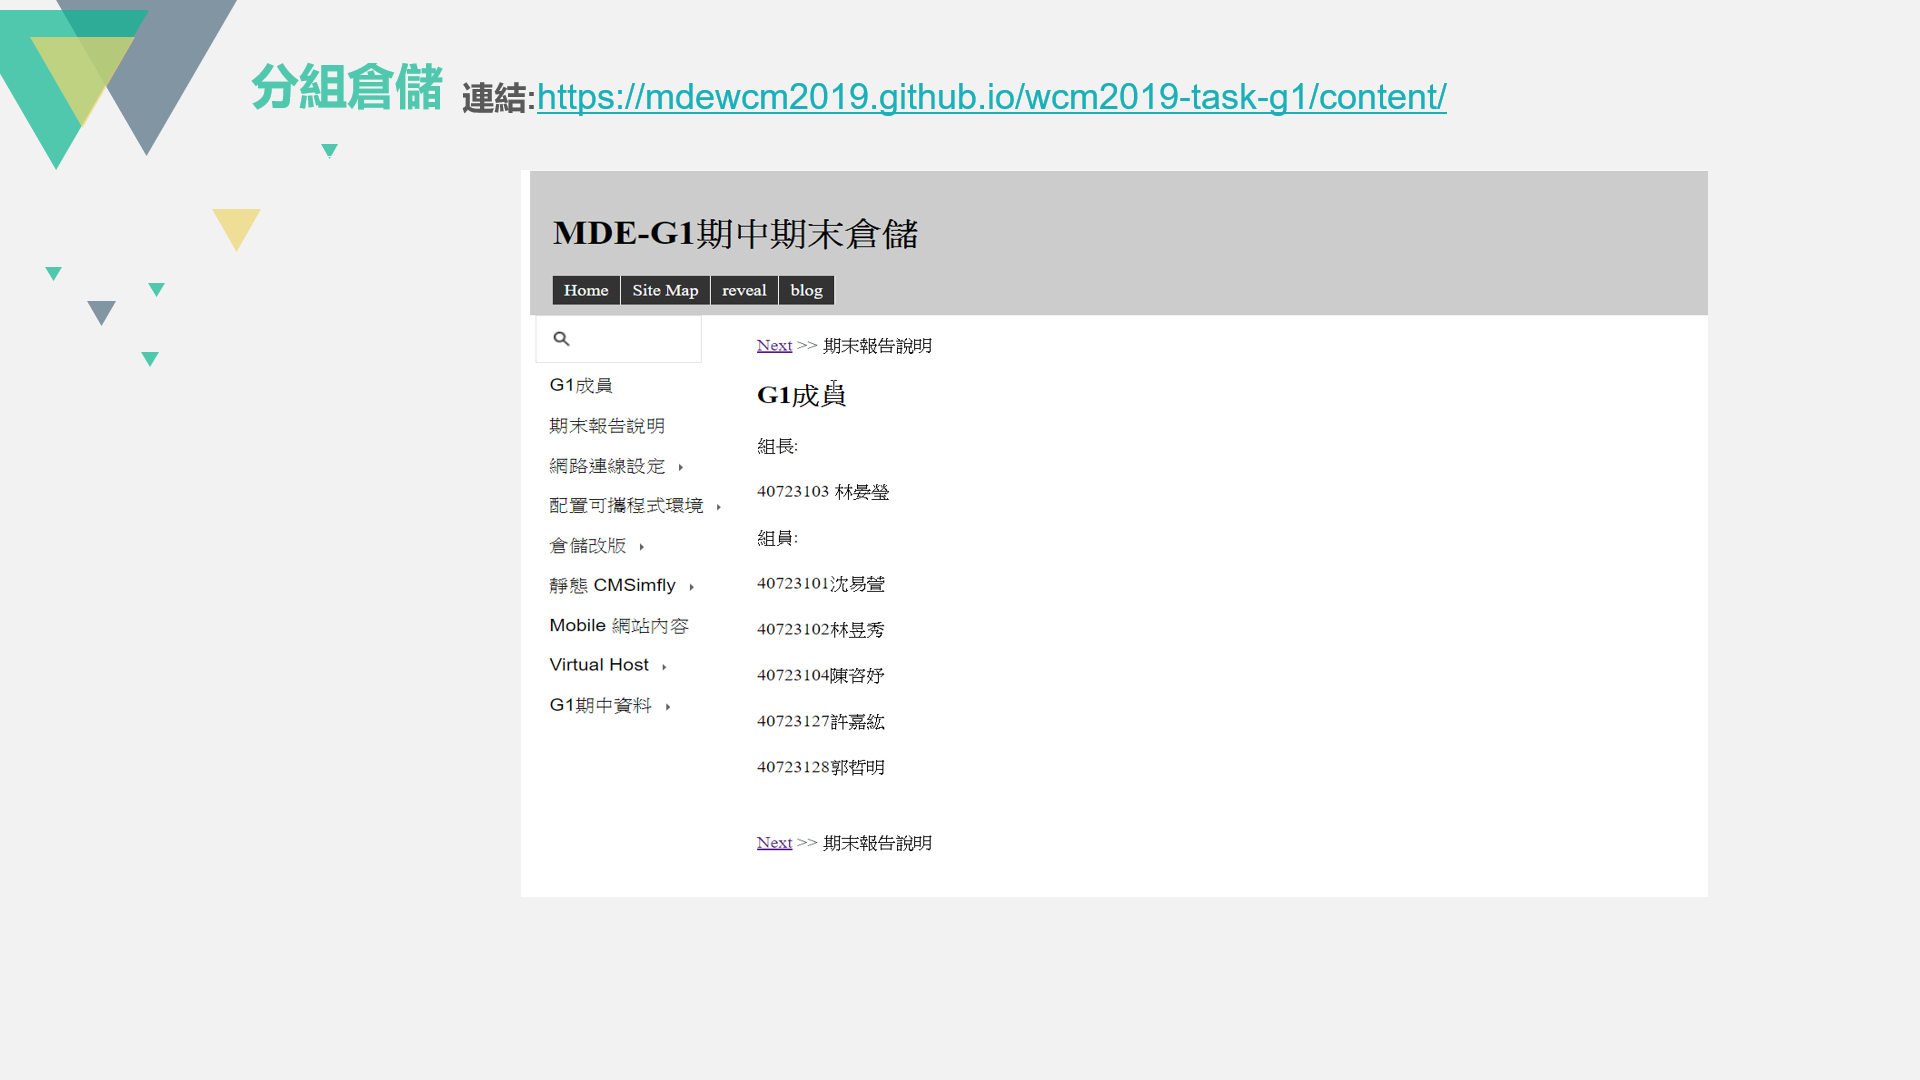 分組倉儲 連結:https://mdewcm2019.github.io/wcm2019-task-g1/content/
MDE-G1期中期末倉儲
Home Site Map reveal blog
Next >> 期末報告說明
G1成員
期末報告說明
網路連線設定
配置可攜程式環境
倉儲改版
靜態 CMSimfly
Mobile 網站內容
Virtual Host
G1期中資料
G1成員
組長:
40723103 林晏瑩
組員:
40723101沈易萱
40723102林昱秀
40723104陳咨妤
40723127許嘉紘
40723128郭哲明
Next >> 期末報告說明